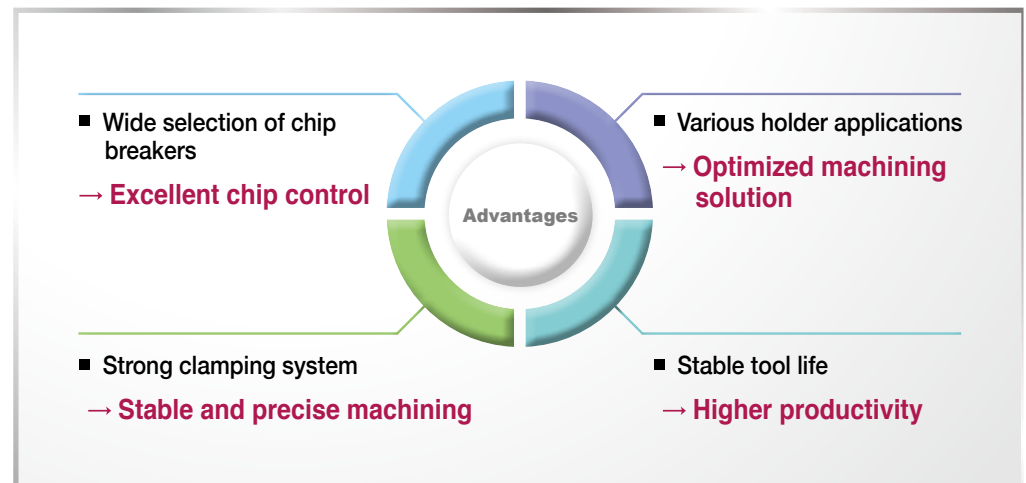 ■ Wide selection of chip
breakers
→ Excellent chip control
■ Various holder applications
→ Optimized machining
solution
Advantages
■ Strong clamping system
→ Stable and precise machining
■ Stable tool life
→ Higher productivity